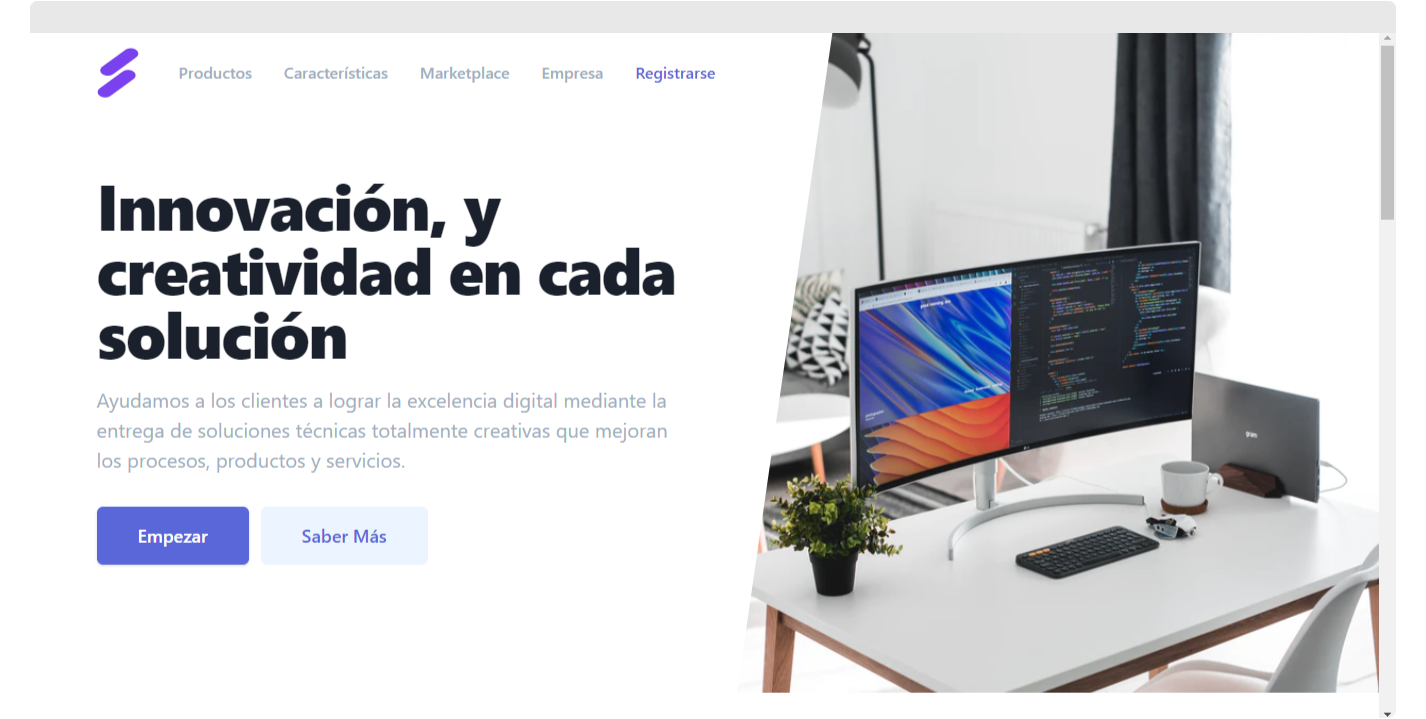 Productos Características Marketplace Empresa Registrarse
Innovación, y
creatividad en cada
solución
Ayudamos a los clientes a lograr la excelencia digital mediante la
entrega de soluciones técnicas totalmente creativas que mejoran
los procesos, productos y servicios.
Empezar Saber Más
gram